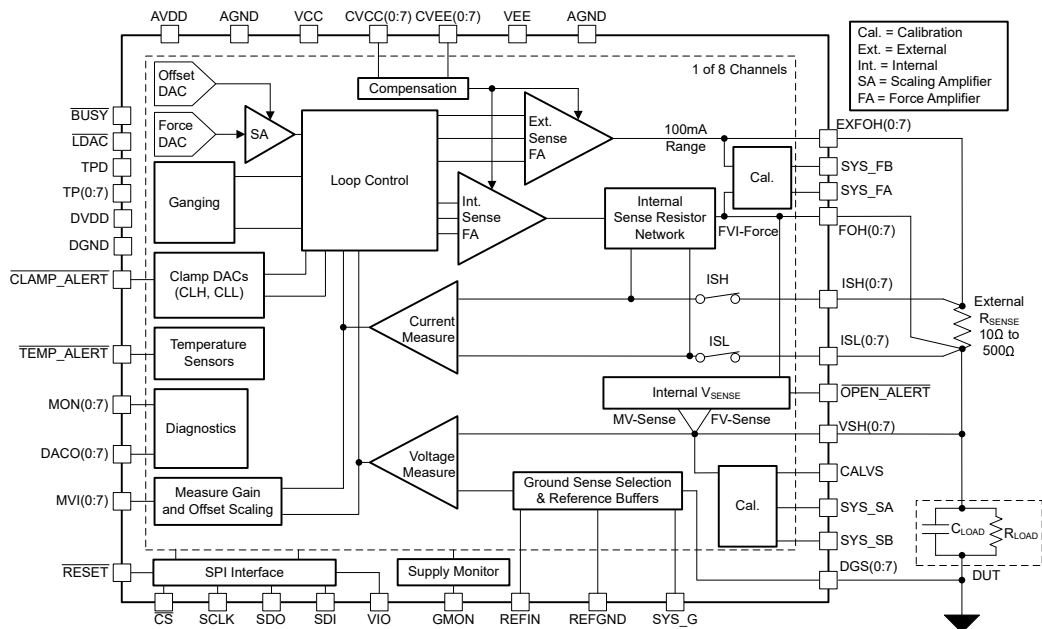 AVDD
AGND
VCC
CVCC(0:7)
CVEE(0:7)
VEE
AGND
Cal. = Calibration
Ext. = External
Int. = Internal
SA = Scaling Amplifier
FA = Force Amplifier
1 of 8 Channels
Offset
DAC
Force
DAC
SA
Compensation
Ext.
Sense
FA
100mA
Range
Loop Control
Ganging
Int.
Sense
FA
Internal
Sense Resistor
Network
Cal.
FVI-Force
BUSY
LDAC
TPD
TP(0:7)
DVDD
DGND
CLAMP_ALERT
TEMP_ALERT
MON(0:7)
DACO(0:7)
MVI(0:7)
RESET
Clamp DACs
(CLH, CLL)
Temperature
Sensors
Diagnostics
Measure Gain
and Offset Scaling
Current
Measure
Voltage
Measure
ISH
ISL
Internal VSENSE
MV-Sense
FV-Sense
Ground Sense Selection
& Reference Buffers
Cal.
EXFOH(0:7)
SYS_FB
SYS_FA
FOH(0:7)
ISH(0:7)
ISL(0:7)
OPEN_ALERT
VSH(0:7)
CALVS
SYS_SA
SYS_SB
DGS(0:7)
External
RSENSE
10Ω to
500Ω
CLOAD
RLOAD
DUT
SPI Interface
Supply Monitor
CS
SCLK
SDO
SDI
VIO
GMON
REFIN
REFGND
SYS_G